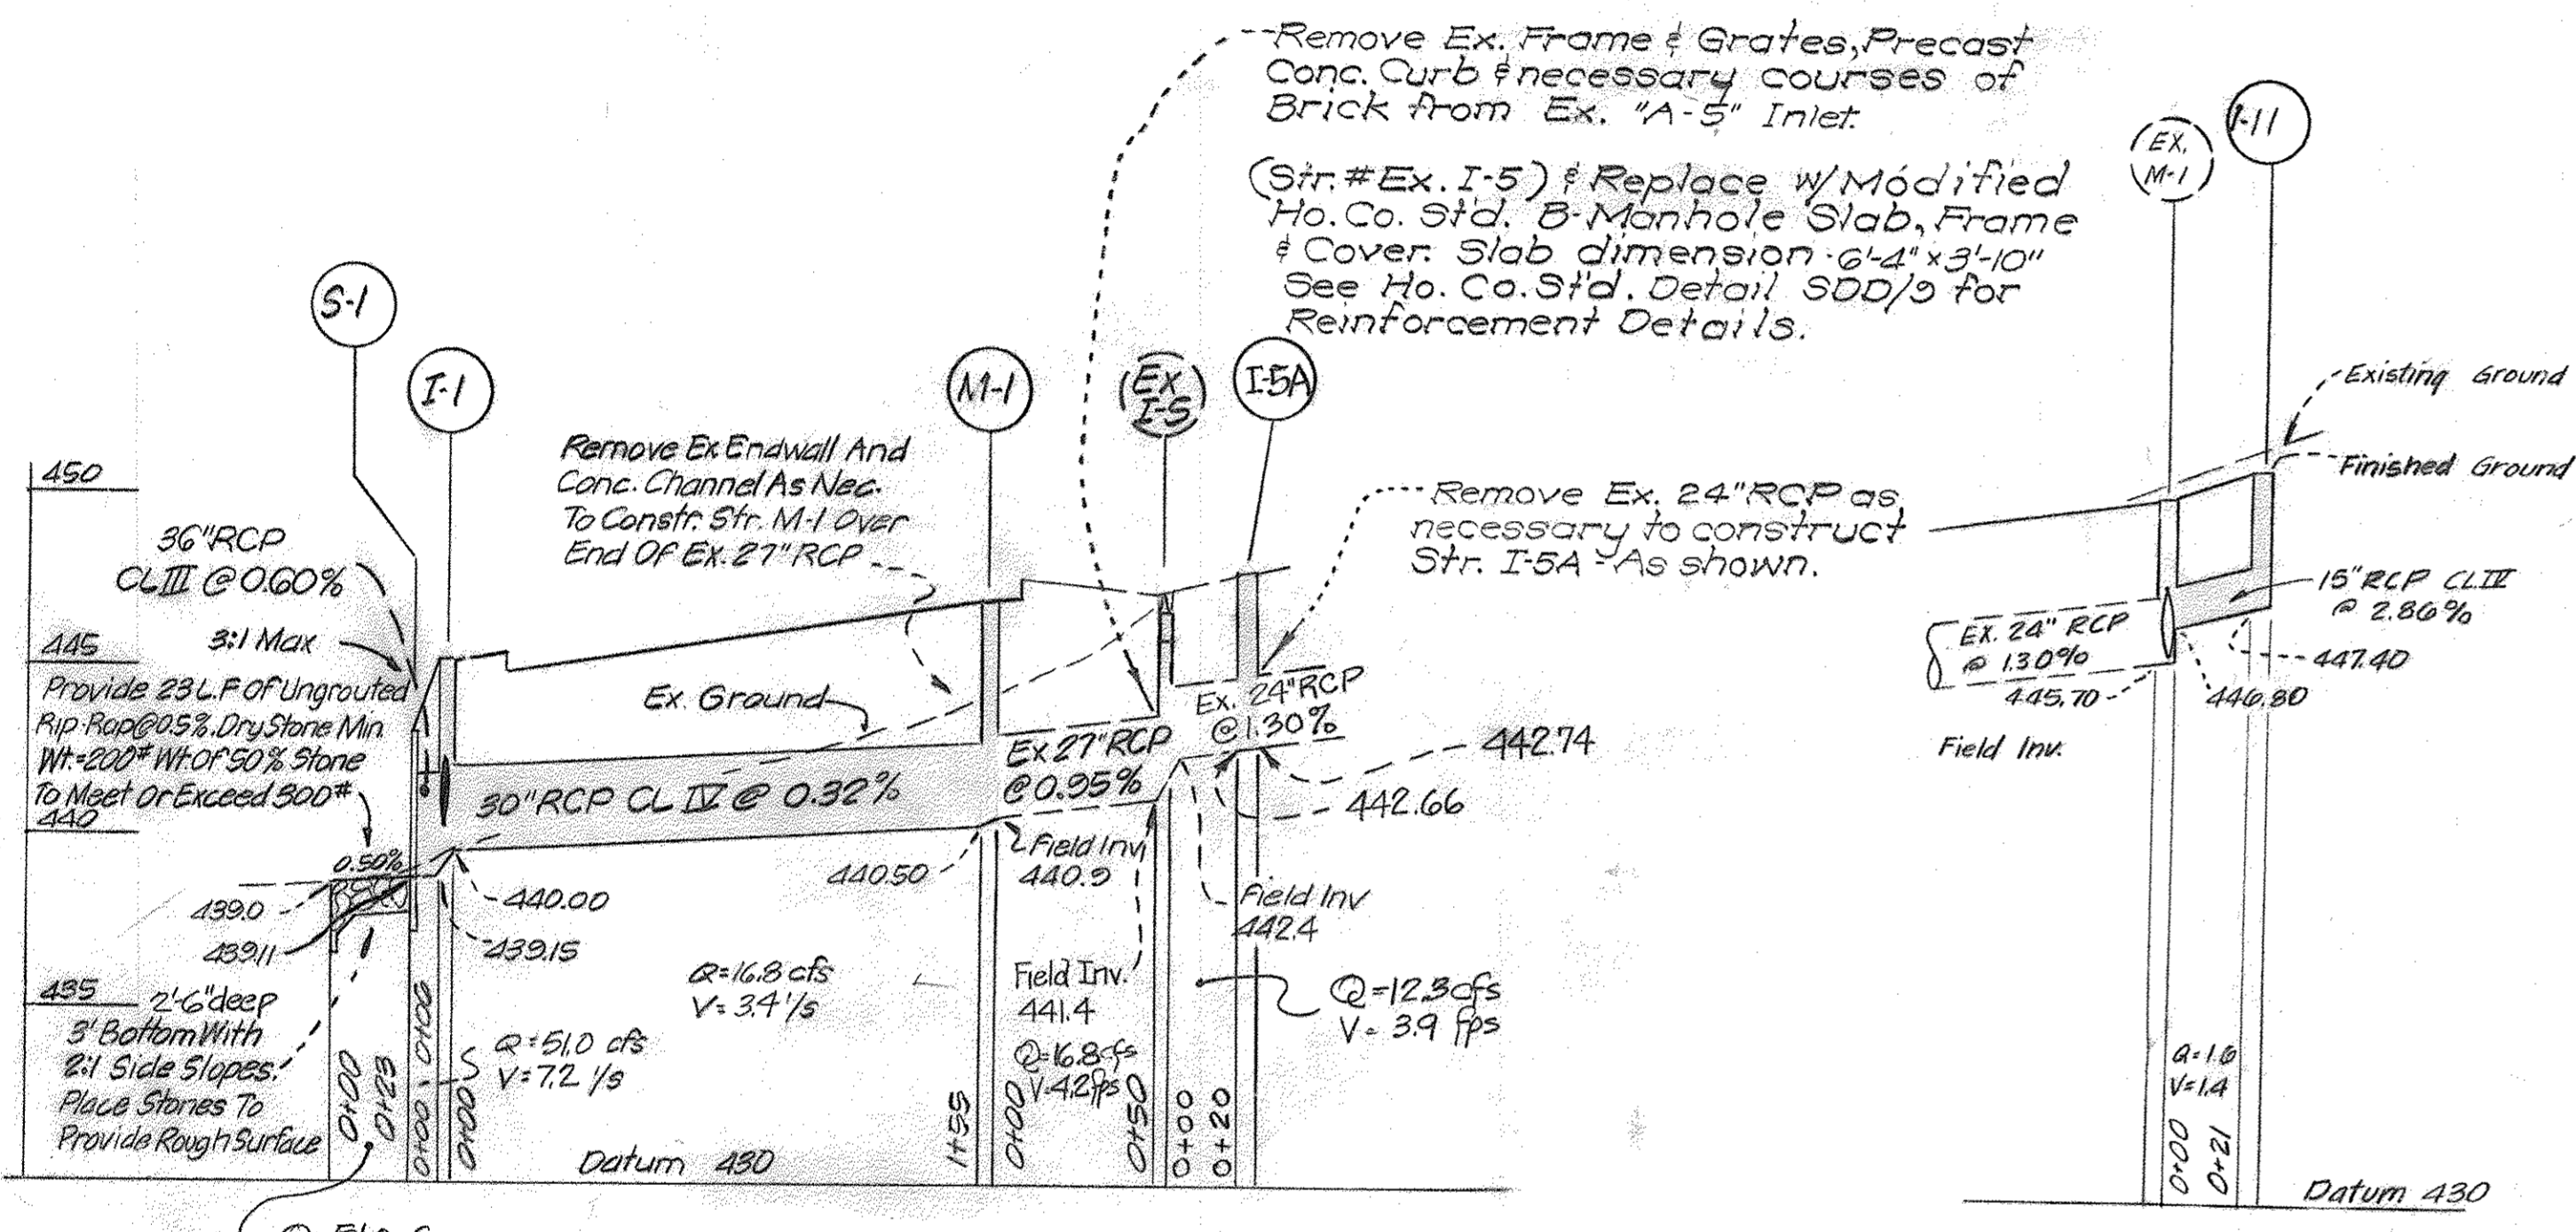 Remove Ex. Frame & Grates, Precast
Conc. Curb & necessary courses of
Brick from Ex. "A-5" Inlet.
(Str.# Ex. I-5) & Replace w/ Modified
Ho. Co. St'd. B-Manhole Slab, Frame
& Cover. Slab dimension - 6'-4" x 3'-10"
See Ho. Co. St'd. Detail SDD/9 for
Reinforcement Details.
EX.
M-1
I-11
S-1
I-1
M-1
EX
I-5
I-5A
Existing Ground
Finished Ground
Remove Ex Endwall And
Conc. Channel As Nec.
To Constr. Str. M-1 Over
End Of Ex. 27" RCP
Remove Ex. 24" RCP as
necessary to construct
Str. I-5A - As shown.
450
36" RCP
CL III @ 0.60%
3:1 Max
445
Provide 23 L.F Of Ungrouted
Rip-Rap @ 0.5%. Dry Stone Min
Wt.=200# Wt. Of 50% Stone
To Meet Or Exceed 300#
440
Ex. Ground
30" RCP CL IV @ 0.32%
Ex 27" RCP
@ 0.95%
Ex. 24" RCP
@ 1.30%
442.74
442.66
15" RCP CL IV
@ 2.86%
EX. 24" RCP
@ 1.30%
447.40
445.70
446.80
Field Inv.
0.50%
439.0
439.11
440.00
439.15
440.50
Field Inv
440.9
Field Inv
442.4
435
2'-6" deep
3' Bottom With
2:1 Side Slopes.
Place Stones To
Provide Rough Surface
Q=16.8 cfs
V=3.4 '/s
Q=51.0 cfs
V=7.2 '/s
Field Inv.
441.4
Q=16.8 cfs
V=4.2 fps
Q=12.3 cfs
V= 3.9 fps
Q=1.6
V=1.4
0+00
0+23
0+00
0+06
0+00
1+55
0+00
0+50
0+00
0+20
0+00
0+21
Datum 430
Datum 430